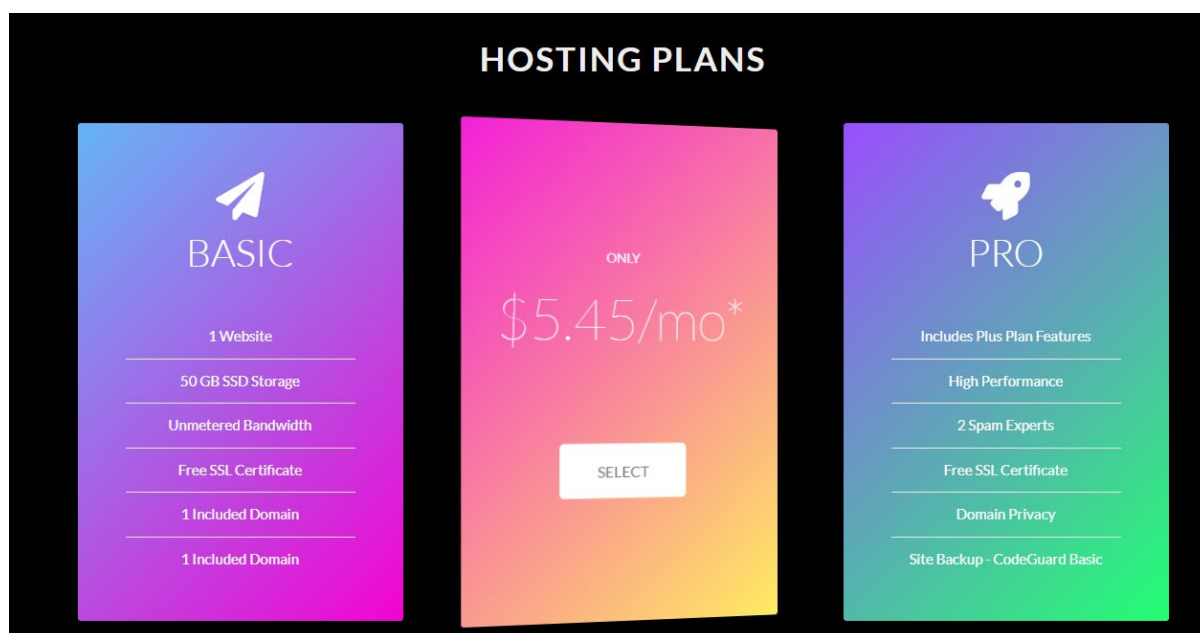 HOSTING PLANS
BASIC
1 Website
50 GB SSD Storage
Unmetered Bandwidth
Free SSL Certificate
1 Included Domain
1 Included Domain
ONLY
$5.45/mo*
SELECT
PRO
Includes Plus Plan Features
High Performance
2 Spam Experts
Free SSL Certificate
Domain Privacy
Site Backup - CodeGuard Basic